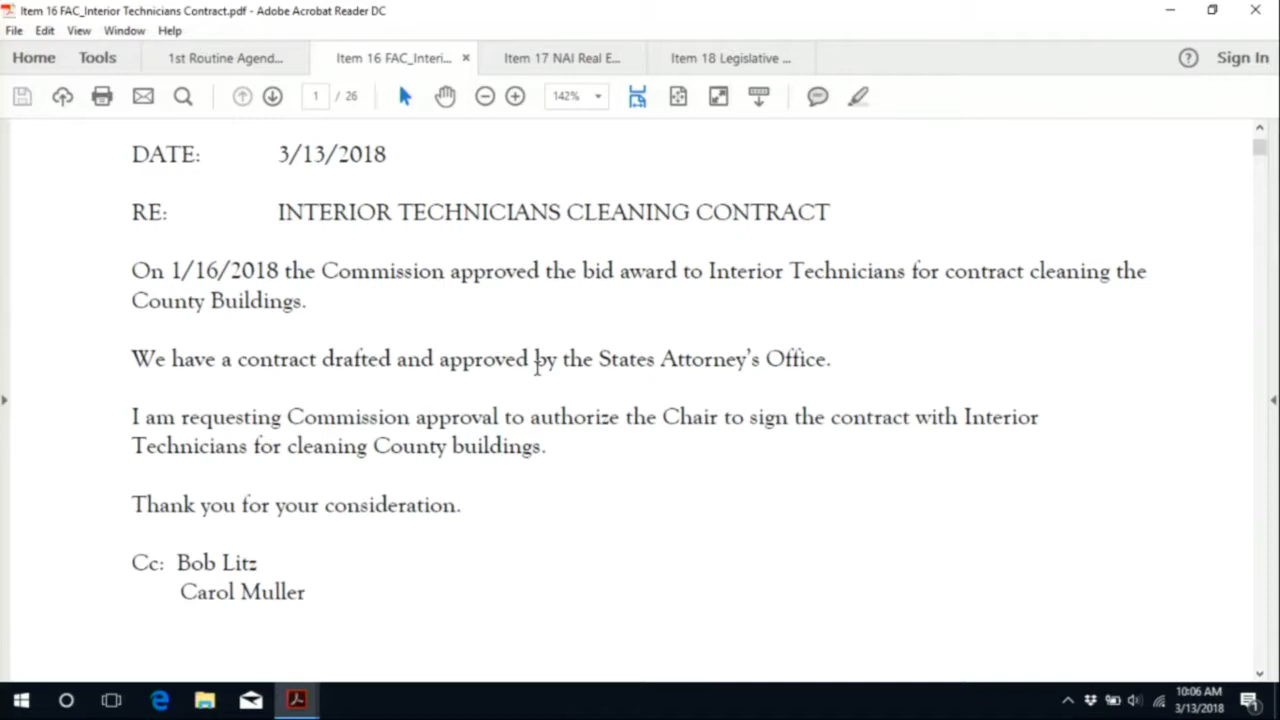 Item 16 FAC_Interior Technicians Contract.pdf - Adobe Acrobat Reader DC
File Edit View Window Help
Home Tools 1st Routine Agend... Item 16 FAC_Interi... × Item 17 NAI Real E... Item 18 Legislative ... ? Sign In
1 / 26 142%
DATE: 3/13/2018
RE: INTERIOR TECHNICIANS CLEANING CONTRACT
On 1/16/2018 the Commission approved the bid award to Interior Technicians for contract cleaning the
County Buildings.
We have a contract drafted and approved by the States Attorney's Office.
I am requesting Commission approval to authorize the Chair to sign the contract with Interior
Technicians for cleaning County buildings.
Thank you for your consideration.
Cc: Bob Litz
Carol Muller
10:06 AM
3/13/2018
1